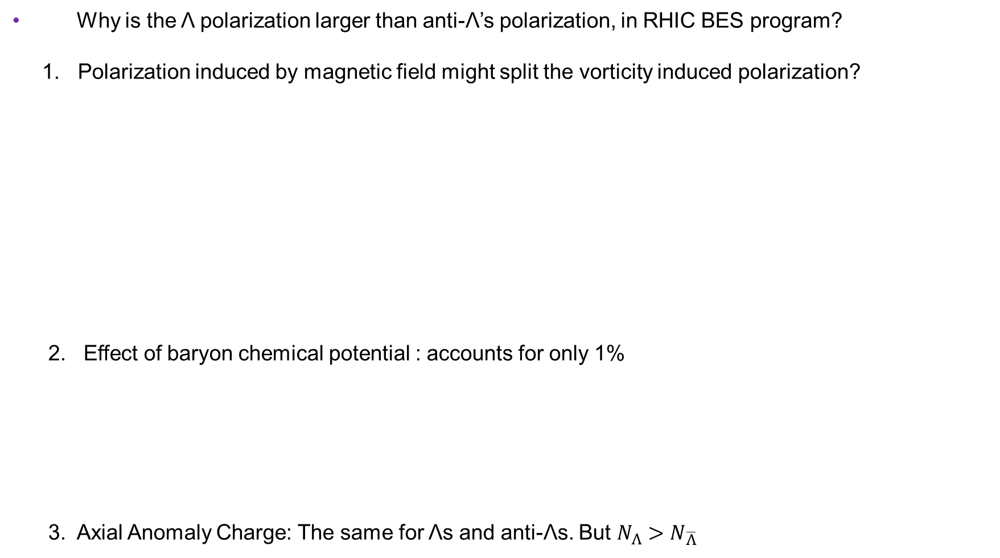 • Why is the Λ polarization larger than anti-Λ’s polarization, in RHIC BES program?
1. Polarization induced by magnetic field might split the vorticity induced polarization?
2. Effect of baryon chemical potential : accounts for only 1%
3. Axial Anomaly Charge: The same for Λs and anti-Λs. But $N_{\Lambda} > N_{\overline{\Lambda}}$